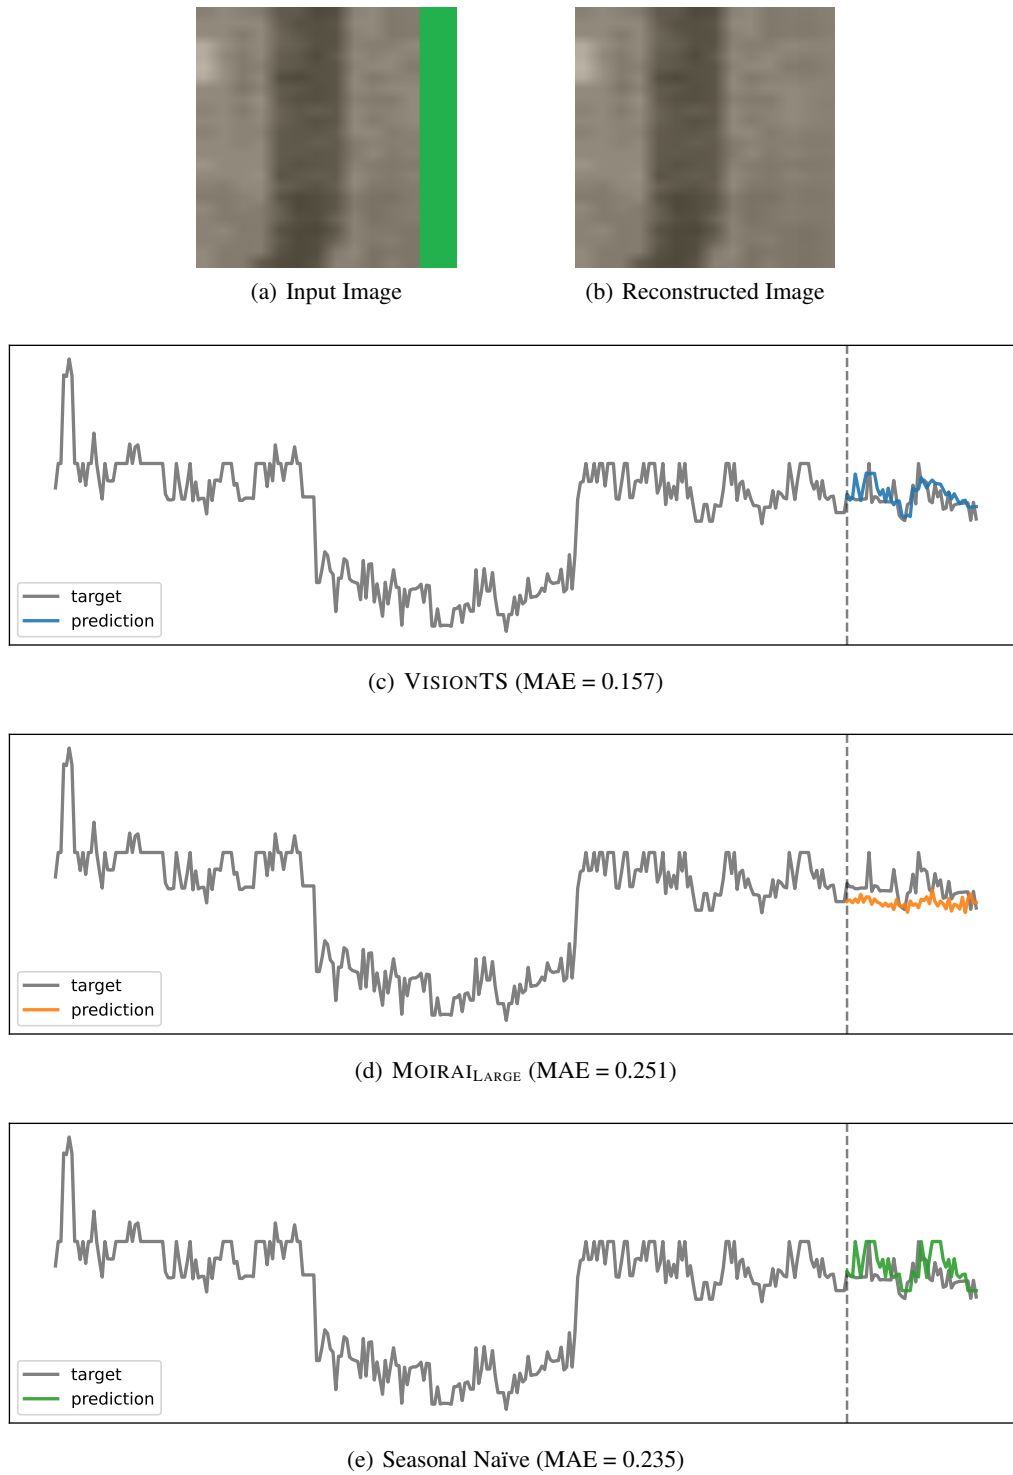 (a) Input Image
(b) Reconstructed Image
target
prediction
(c) VISIONTS (MAE = 0.157)
target
prediction
(d) MOIRAILARGE (MAE = 0.251)
target
prediction
(e) Seasonal Naïve (MAE = 0.235)